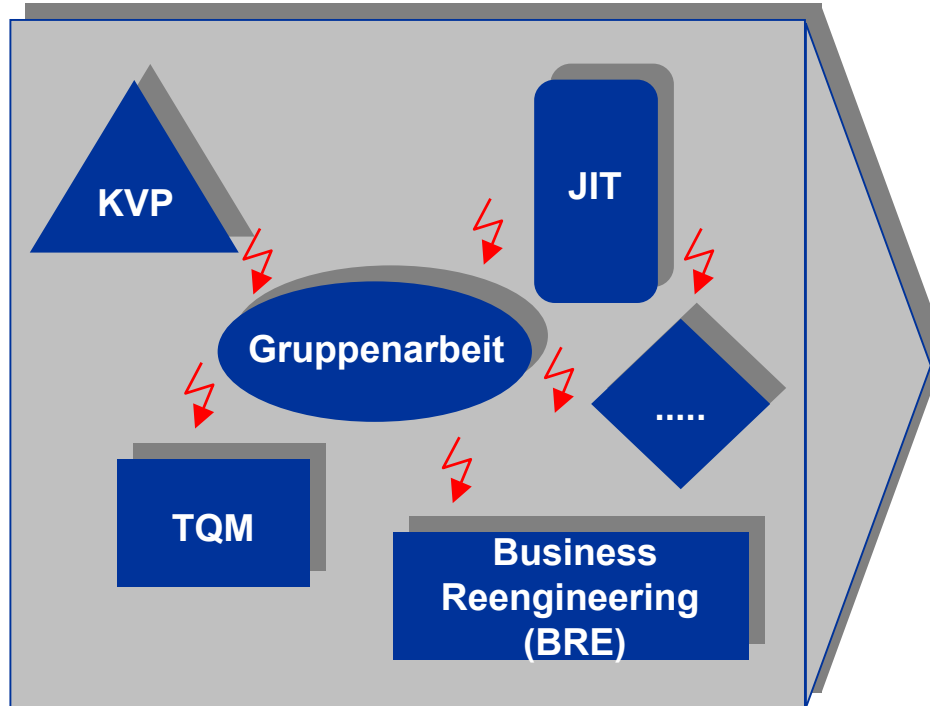 KVP
JIT
Gruppenarbeit
.....
TQM
Business
Reengineering
(BRE)